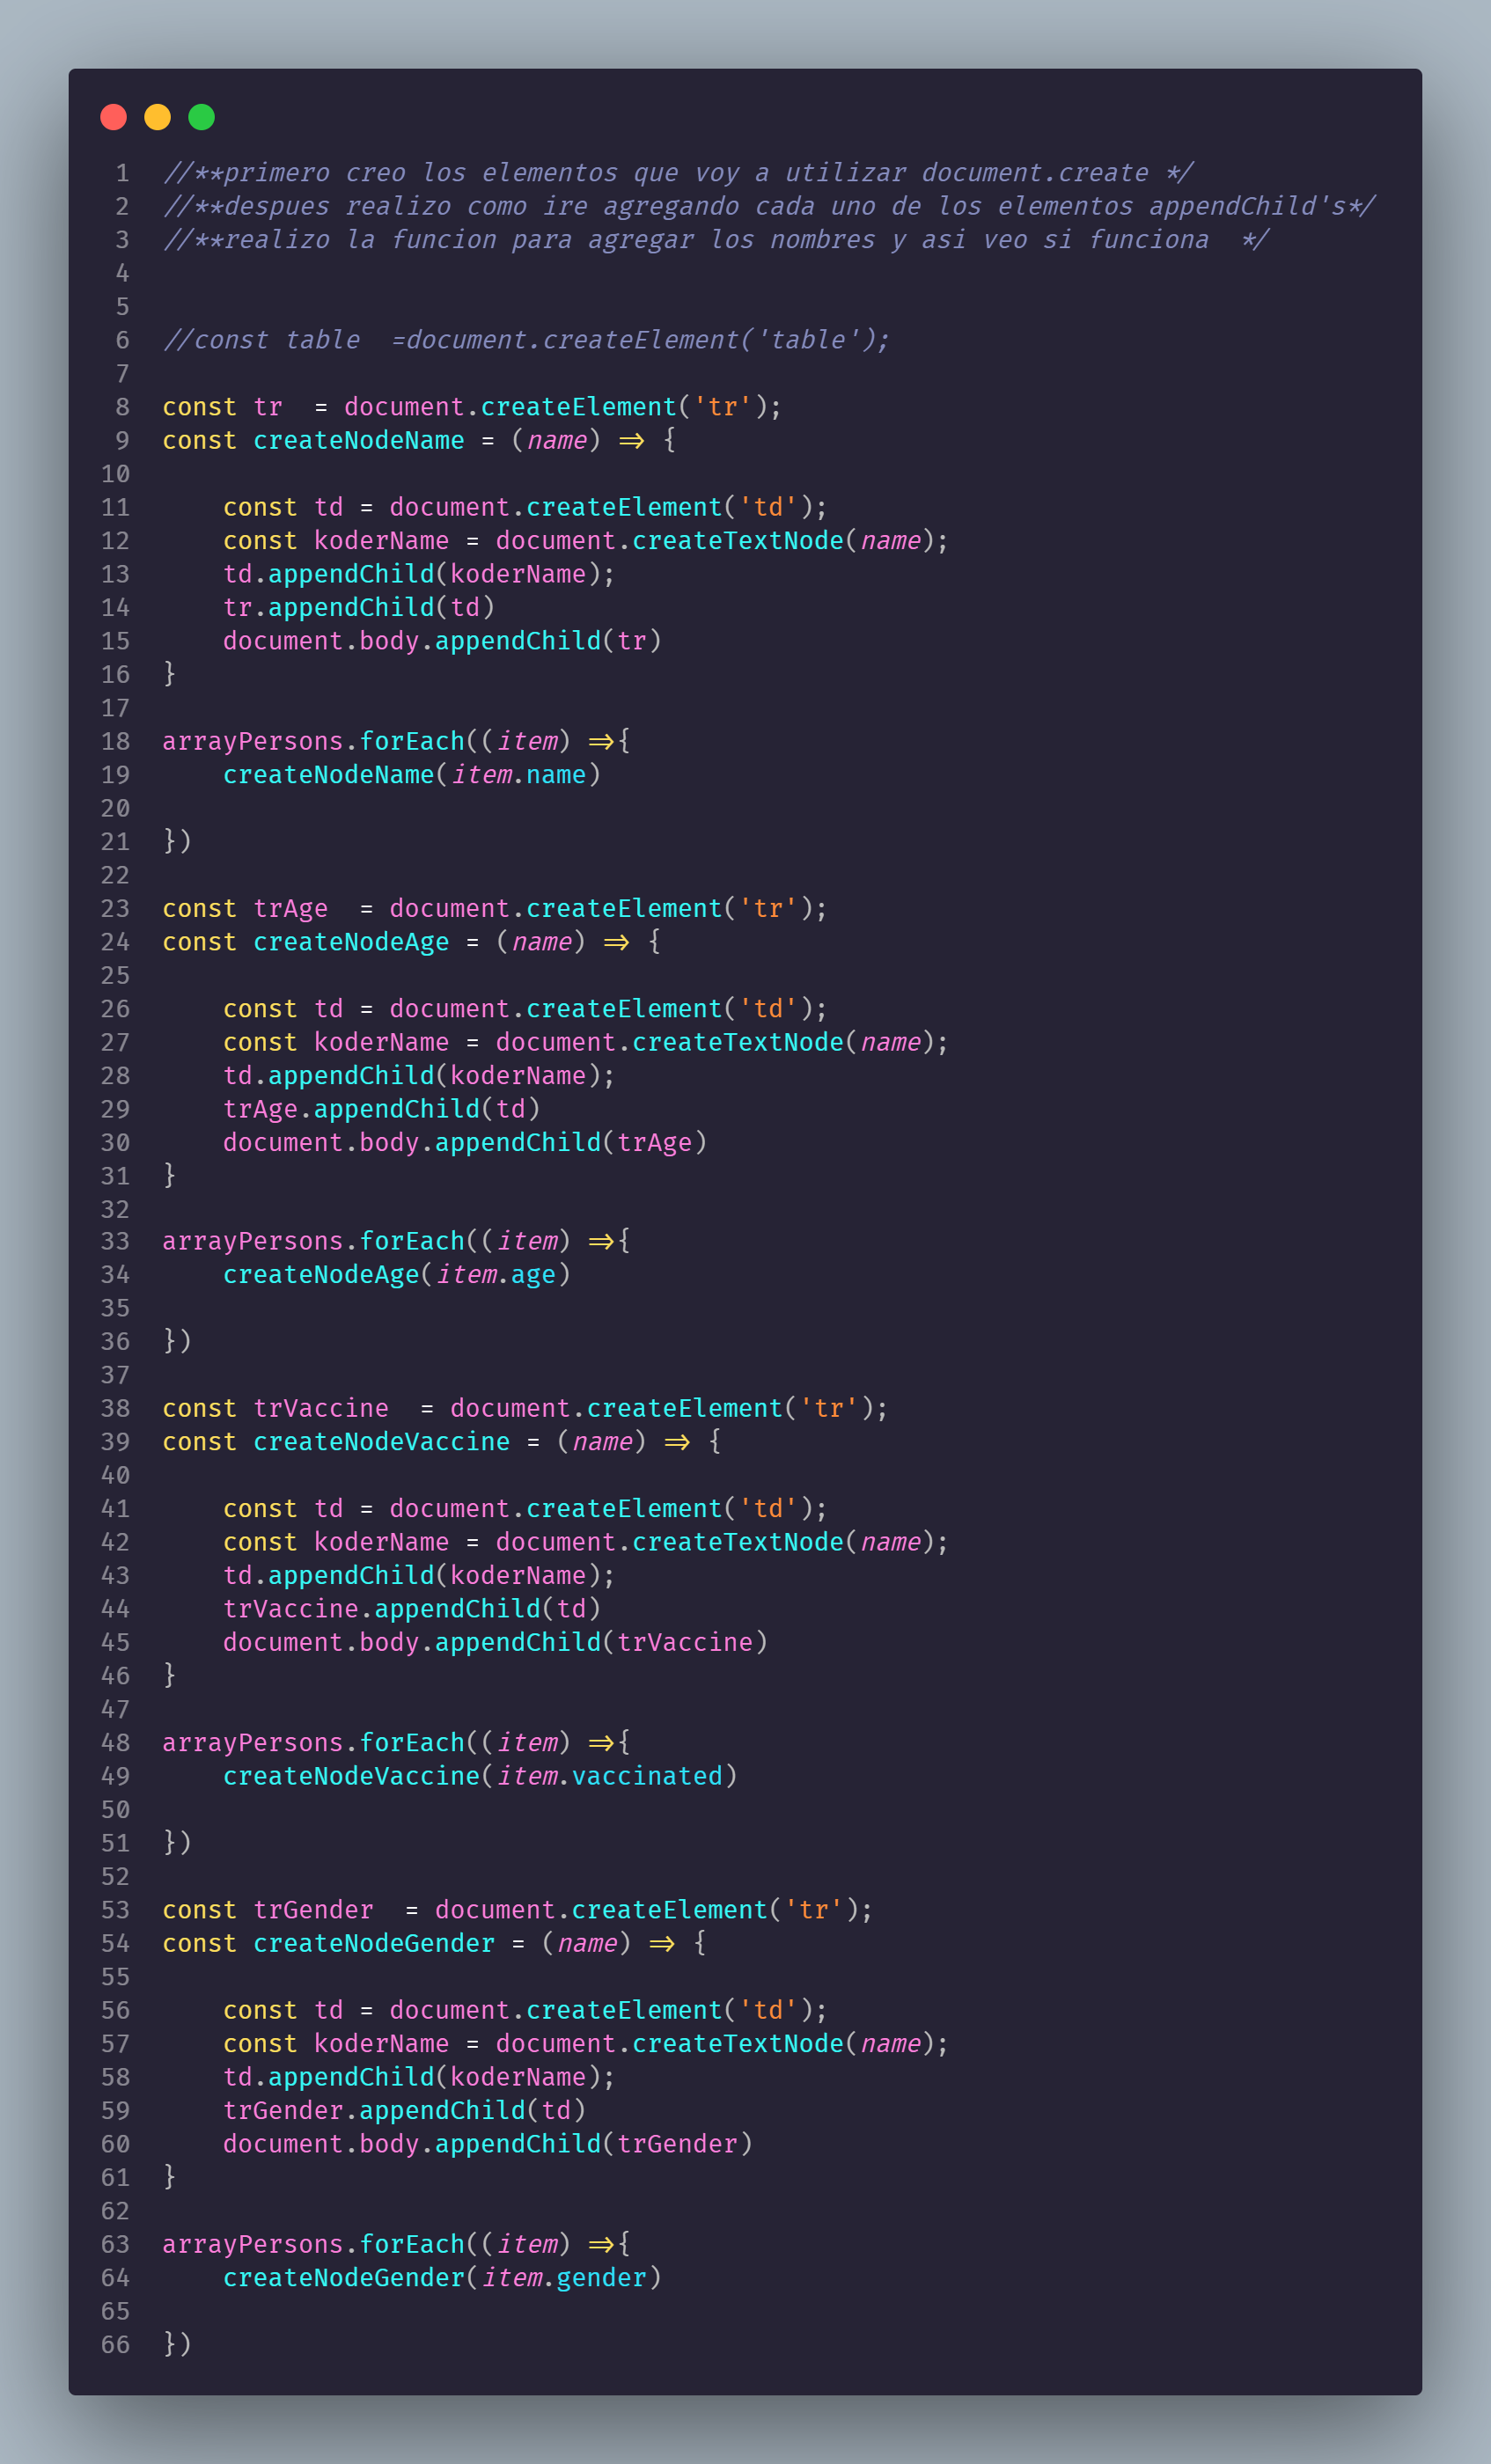 1 //**primero creo los elementos que voy a utilizar document.create */
2 //**despues realizo como ire agregando cada uno de los elementos appendChild's*/
3 //**realizo la funcion para agregar los nombres y asi veo si funciona  */
4
5
6 //const table  =document.createElement('table');
7
8 const tr  = document.createElement('tr');
9 const createNodeName = (name) => {
10
11     const td = document.createElement('td');
12     const koderName = document.createTextNode(name);
13     td.appendChild(koderName);
14     tr.appendChild(td)
15     document.body.appendChild(tr)
16 }
17
18 arrayPersons.forEach((item) =>{
19     createNodeName(item.name)
20
21 })
22
23 const trAge  = document.createElement('tr');
24 const createNodeAge = (name) => {
25
26     const td = document.createElement('td');
27     const koderName = document.createTextNode(name);
28     td.appendChild(koderName);
29     trAge.appendChild(td)
30     document.body.appendChild(trAge)
31 }
32
33 arrayPersons.forEach((item) =>{
34     createNodeAge(item.age)
35
36 })
37
38 const trVaccine  = document.createElement('tr');
39 const createNodeVaccine = (name) => {
40
41     const td = document.createElement('td');
42     const koderName = document.createTextNode(name);
43     td.appendChild(koderName);
44     trVaccine.appendChild(td)
45     document.body.appendChild(trVaccine)
46 }
47
48 arrayPersons.forEach((item) =>{
49     createNodeVaccine(item.vaccinated)
50
51 })
52
53 const trGender  = document.createElement('tr');
54 const createNodeGender = (name) => {
55
56     const td = document.createElement('td');
57     const koderName = document.createTextNode(name);
58     td.appendChild(koderName);
59     trGender.appendChild(td)
60     document.body.appendChild(trGender)
61 }
62
63 arrayPersons.forEach((item) =>{
64     createNodeGender(item.gender)
65
66 })